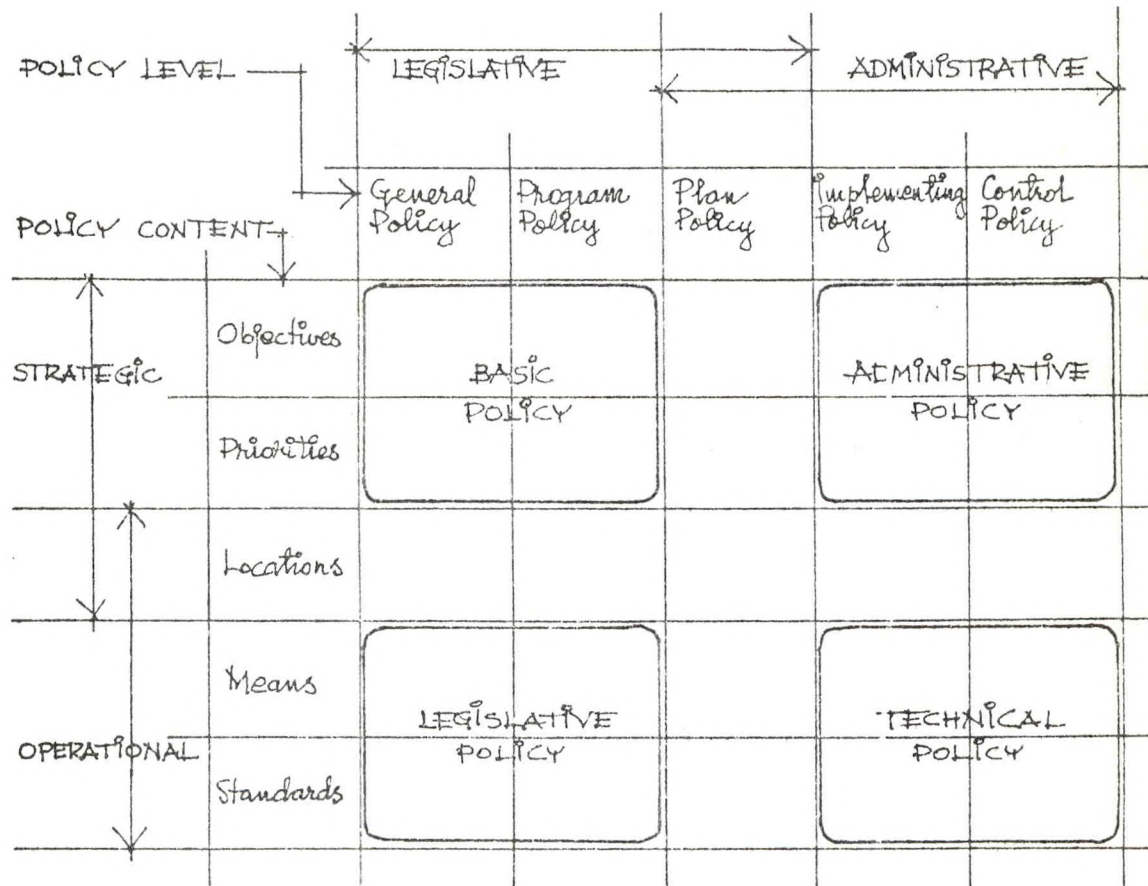 POLICY LEVEL
LEGISLATIVE
ADMINISTRATIVE
General
Policy
Program
Policy
Plan
Policy
Implementing
Policy
Control
Policy
POLICY CONTENT
STRATEGIC
Objectives
Priorities
BASIC
POLICY
ADMINISTRATIVE
POLICY
Locations
OPERATIONAL
Means
Standards
LEGISLATIVE
POLICY
TECHNICAL
POLICY